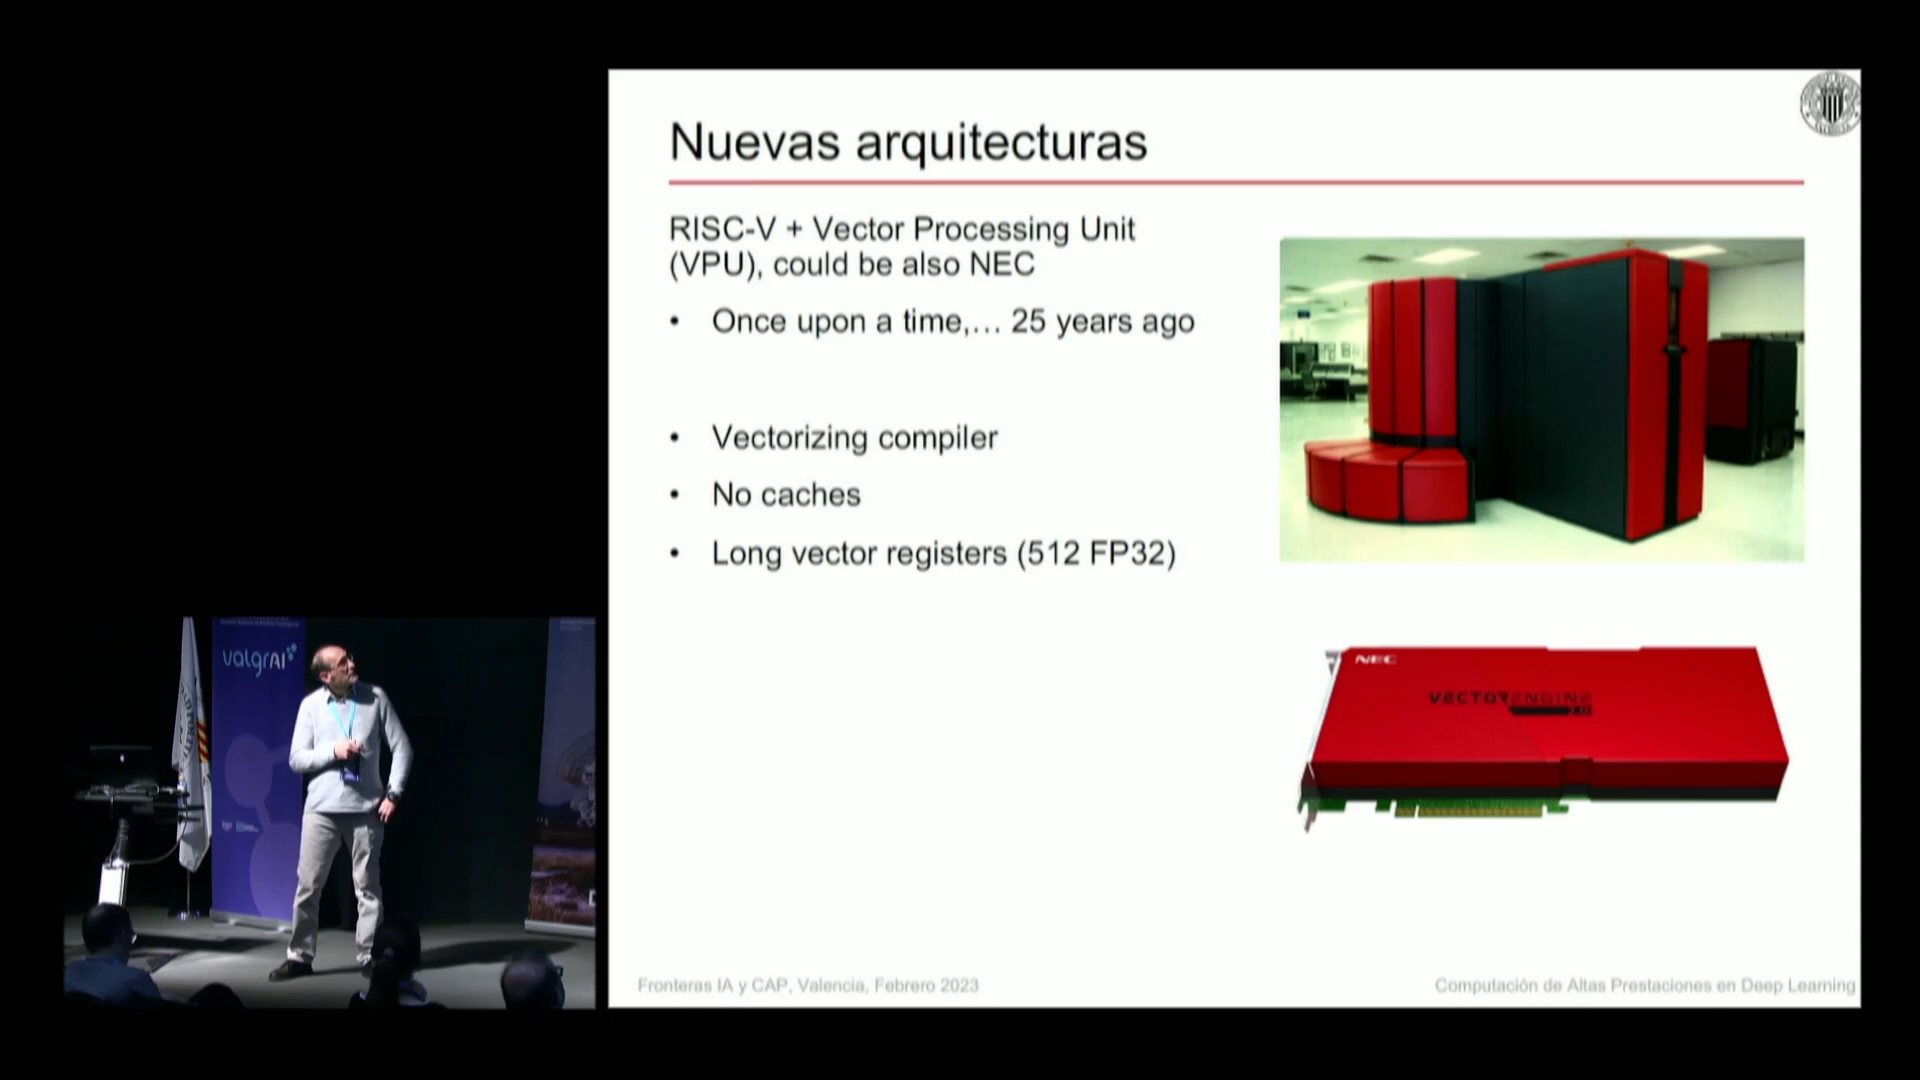 Nuevas arquitecturas
RISC-V + Vector Processing Unit
(VPU), could be also NEC
• Once upon a time,... 25 years ago
• Vectorizing compiler
• No caches
• Long vector registers (512 FP32)
NEC
VECTOR ENGINE
2.0
valgrAI
Fronteras IA y CAP, Valencia, Febrero 2023
Computación de Altas Prestaciones en Deep Learning